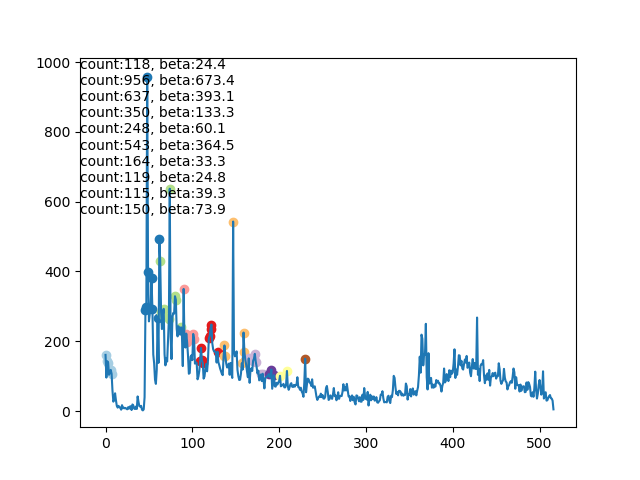 1000
800
600
400
200
0
count:118, beta:24.4
count:956, beta:673.4
count:637, beta:393.1
count:350, beta:133.3
count:248, beta:60.1
count:543, beta:364.5
count:164, beta:33.3
count:119, beta:24.8
count:115, beta:39.3
count:150, beta:73.9
0 100 200 300 400 500